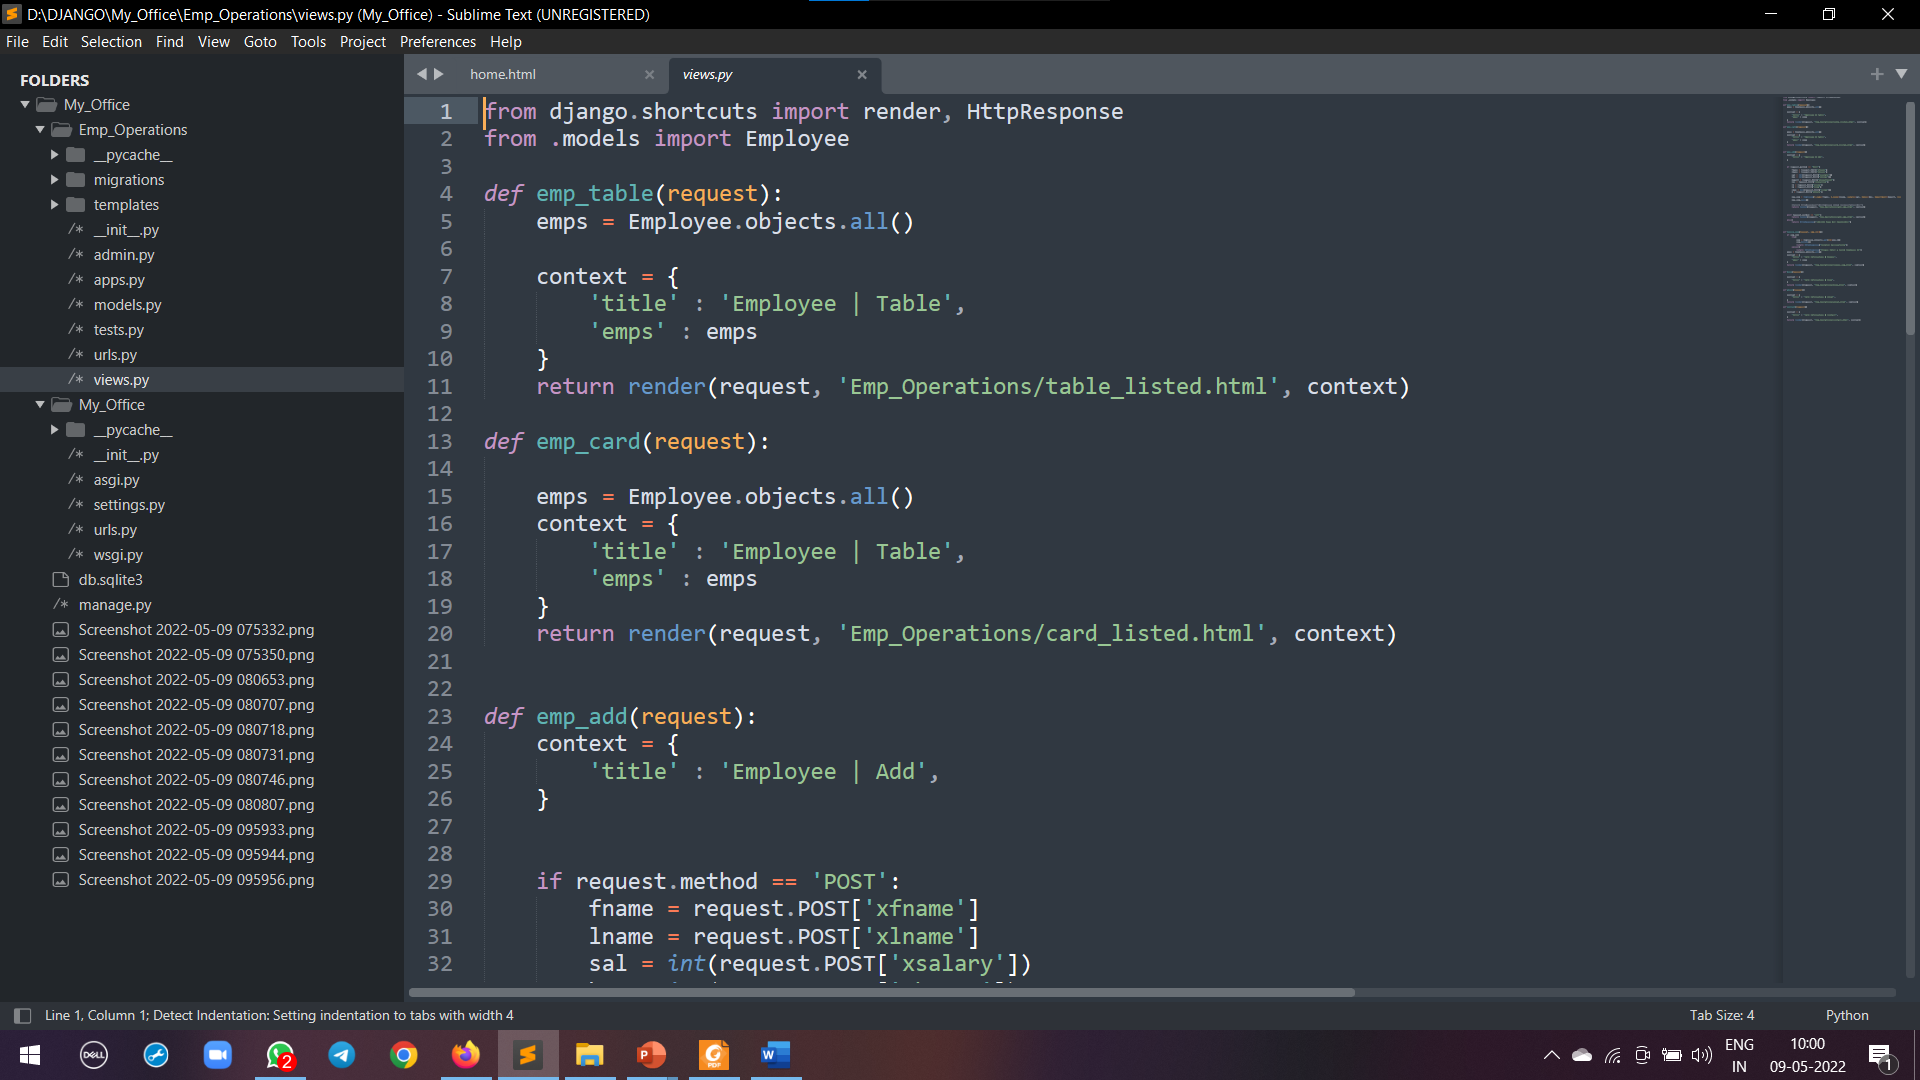 D:\DJANGO\My_Office\Emp_Operations\views.py (My_Office) - Sublime Text (UNREGISTERED)
File Edit Selection Find View Goto Tools Project Preferences Help
FOLDERS
My_Office
Emp_Operations
__pycache__
migrations
templates
/* __init__.py
/* admin.py
/* apps.py
/* models.py
/* tests.py
/* urls.py
/* views.py
My_Office
__pycache__
/* __init__.py
/* asgi.py
/* settings.py
/* urls.py
/* wsgi.py
db.sqlite3
/* manage.py
Screenshot 2022-05-09 075332.png
Screenshot 2022-05-09 075350.png
Screenshot 2022-05-09 080653.png
Screenshot 2022-05-09 080707.png
Screenshot 2022-05-09 080718.png
Screenshot 2022-05-09 080731.png
Screenshot 2022-05-09 080746.png
Screenshot 2022-05-09 080807.png
Screenshot 2022-05-09 095933.png
Screenshot 2022-05-09 095944.png
Screenshot 2022-05-09 095956.png
home.html views.py
1 from django.shortcuts import render, HttpResponse
2 from .models import Employee
3
4 def emp_table(request):
5     emps = Employee.objects.all()
6
7     context = {
8         'title' : 'Employee | Table',
9         'emps' : emps
10     }
11     return render(request, 'Emp_Operations/table_listed.html', context)
12
13 def emp_card(request):
14
15     emps = Employee.objects.all()
16     context = {
17         'title' : 'Employee | Table',
18         'emps' : emps
19     }
20     return render(request, 'Emp_Operations/card_listed.html', context)
21
22
23 def emp_add(request):
24     context = {
25         'title' : 'Employee | Add',
26     }
27
28
29     if request.method == 'POST':
30         fname = request.POST['xfname']
31         lname = request.POST['xlname']
32         sal = int(request.POST['xsalary'])
Line 1, Column 1; Detect Indentation: Setting indentation to tabs with width 4
Tab Size: 4
Python
DELL
2
ENG
IN
10:00
09-05-2022
1